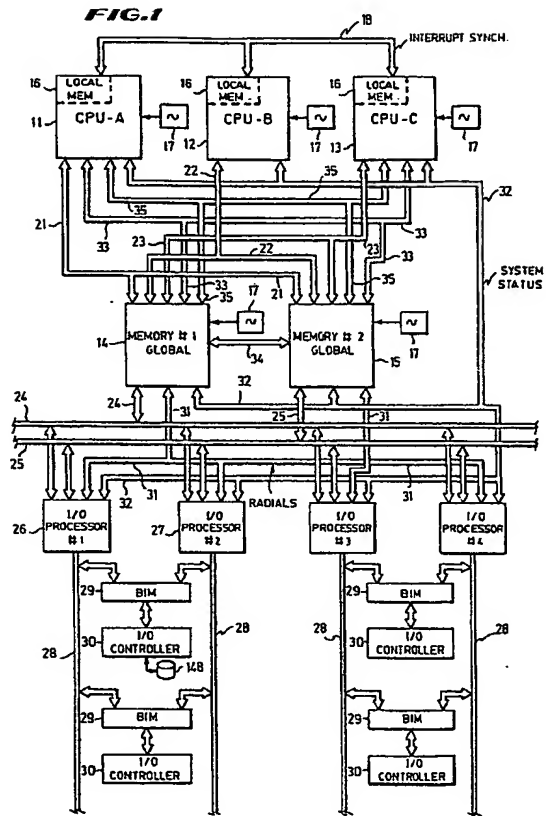 FIG.1
18
INTERRUPT SYNCH.
16 LOCAL MEM
CPU-A
11
17
16 LOCAL MEM.
CPU-B
12
17
16 LOCAL MEM.
CPU-C
13
17
22
35
32
21
35
33
23
22
23
33
33
21
35
SYSTEM STATUS
33
35
17
14
MEMORY # 1 GLOBAL
34
MEMORY # 2 GLOBAL
15
17
24
24
31
32
25
31
25
31
32
RADIALS
31
26
I/O PROCESSOR #1
27
I/O PROCESSOR #2
I/O PROCESSOR #3
I/O PROCESSOR #4
29
BIM
30
I/O CONTROLLER
148
28
28
29
BIM
30
I/O CONTROLLER
28
28
29
BIM
30
I/O CONTROLLER
29
BIM
30
I/O CONTROLLER